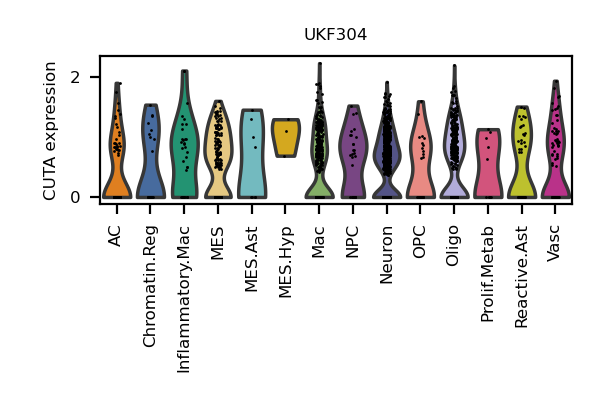 UKF304
CUTA expression
2
0
AC
Chromatin.Reg
Inflammatory.Mac
MES
MES.Ast
MES.Hyp
Mac
NPC
Neuron
OPC
Oligo
Prolif.Metab
Reactive.Ast
Vasc